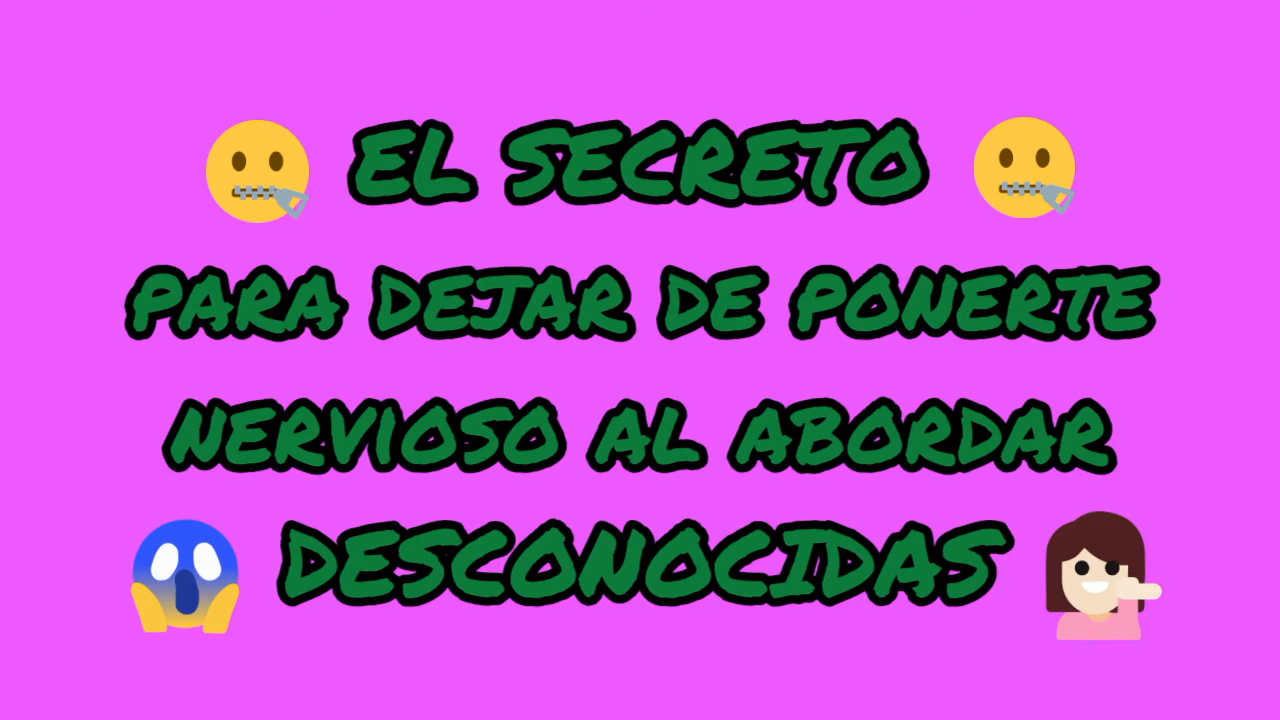 EL SECRETO
PARA DEJAR DE PONERTE
NERVIOSO AL ABORDAR
DESCONOCIDAS